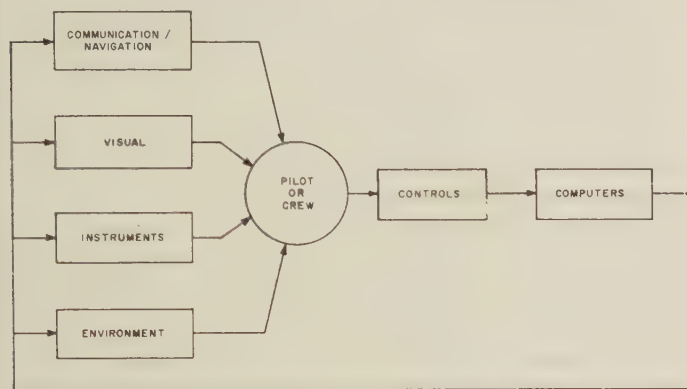 COMMUNICATION /
NAVIGATION
VISUAL
INSTRUMENTS
ENVIRONMENT
PILOT
OR
CREW
CONTROLS
COMPUTERS